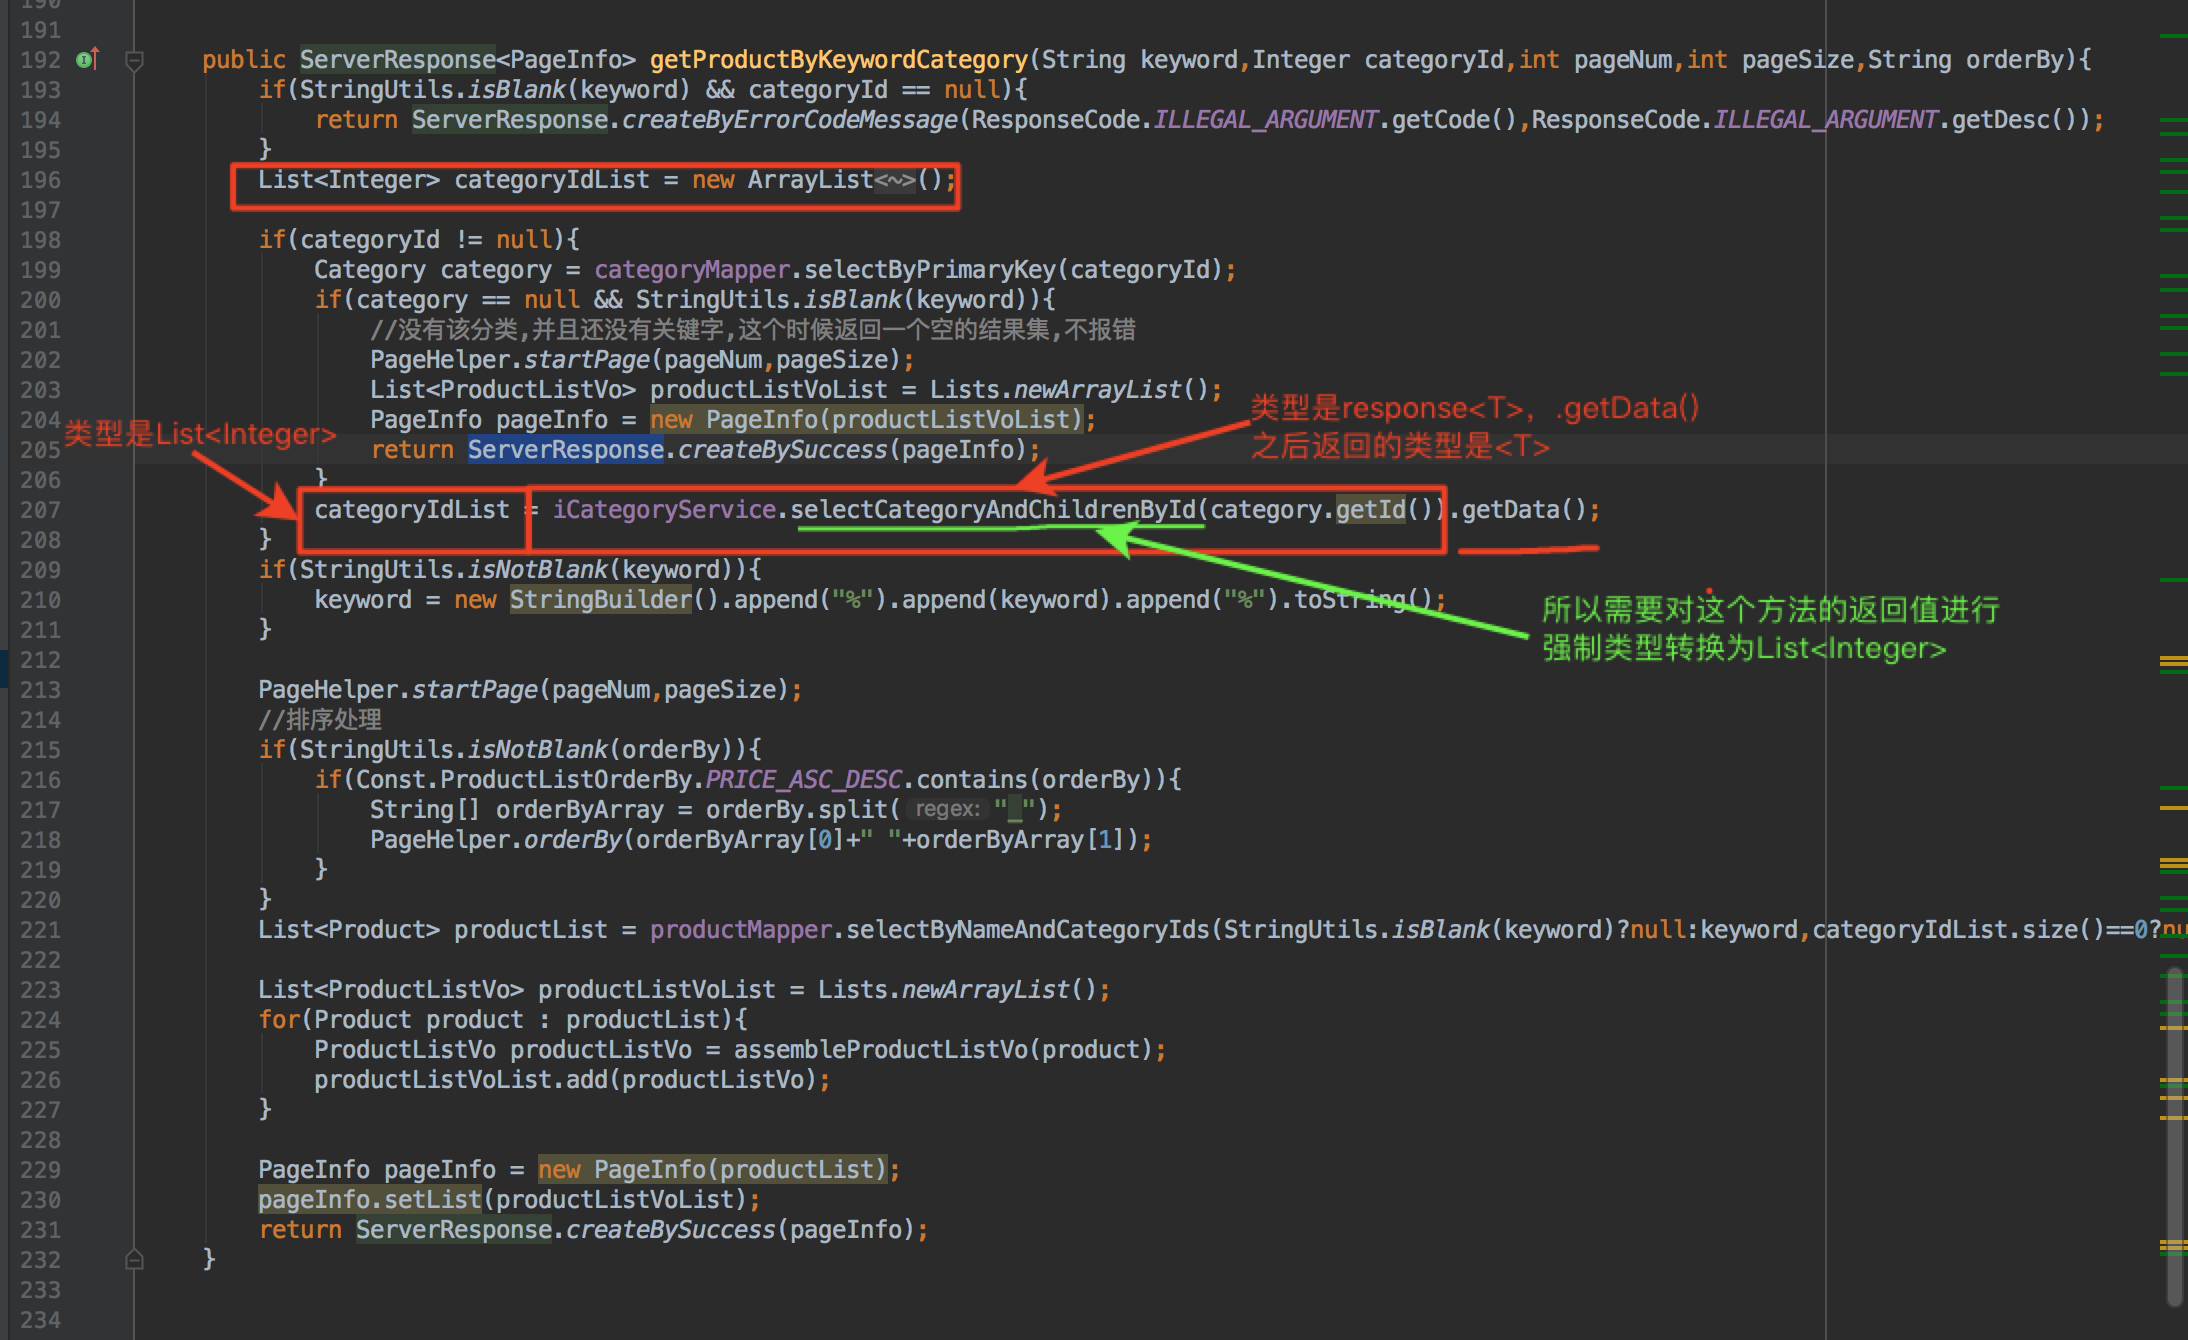 190
191
192 public ServerResponse<PageInfo> getProductByKeywordCategory(String keyword,Integer categoryId,int pageNum,int pageSize,String orderBy){
193 if(StringUtils.isBlank(keyword) && categoryId == null){
194 return ServerResponse.createByErrorCodeMessage(ResponseCode.ILLEGAL_ARGUMENT.getCode(),ResponseCode.ILLEGAL_ARGUMENT.getDesc());
195 }
196 List<Integer> categoryIdList = new ArrayList<~>();
197
198 if(categoryId != null){
199 Category category = categoryMapper.selectByPrimaryKey(categoryId);
200 if(category == null && StringUtils.isBlank(keyword)){
201 //没有该分类,并且还没有关键字,这个时候返回一个空的结果集,不报错
202 PageHelper.startPage(pageNum,pageSize);
203 List<ProductListVo> productListVoList = Lists.newArrayList();
类型是response<T>, .getData()
204 PageInfo pageInfo = new PageInfo(productListVoList);
类型是List<Integer>
之后返回的类型是<T>
205 return ServerResponse.createBySuccess(pageInfo);
206 }
207 categoryIdList = iCategoryService.selectCategoryAndChildrenById(category.getId()).getData();
208 }
209 if(StringUtils.isNotBlank(keyword)){
210 keyword = new StringBuilder().append("%").append(keyword).append("%").toString();
所以需要对这个方法的返回值进行
211 }
强制类型转换为List<Integer>
212
213 PageHelper.startPage(pageNum,pageSize);
214 //排序处理
215 if(StringUtils.isNotBlank(orderBy)){
216 if(Const.ProductListOrderBy.PRICE_ASC_DESC.contains(orderBy)){
217 String[] orderByArray = orderBy.split( regex: "_");
218 PageHelper.orderBy(orderByArray[0]+" "+orderByArray[1]);
219 }
220 }
221 List<Product> productList = productMapper.selectByNameAndCategoryIds(StringUtils.isBlank(keyword)?null:keyword,categoryIdList.size()==0?nu
222
223 List<ProductListVo> productListVoList = Lists.newArrayList();
224 for(Product product : productList){
225 ProductListVo productListVo = assembleProductListVo(product);
226 productListVoList.add(productListVo);
227 }
228
229 PageInfo pageInfo = new PageInfo(productList);
230 pageInfo.setList(productListVoList);
231 return ServerResponse.createBySuccess(pageInfo);
232 }
233
234